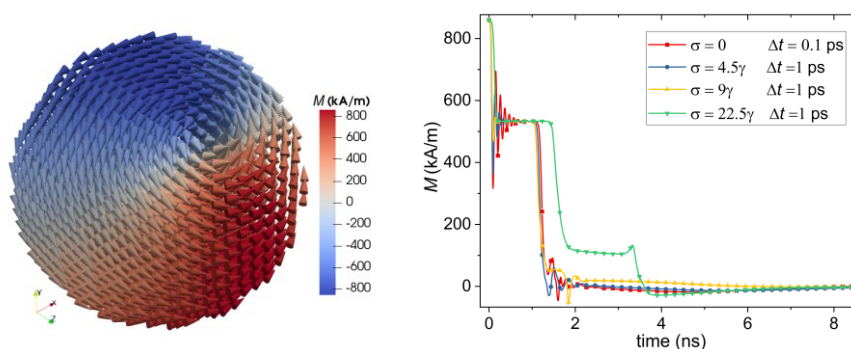 M (kA/m)
800
600
400
200
0
-200
-400
-600
-800
Y
X
Z
M (kA/m)
800
600
400
200
0
σ = 0 Δt = 0.1 ps
σ = 4.5γ Δt =1 ps
σ = 9γ Δt =1 ps
σ = 22.5γ Δt =1 ps
0 2 4 6 8
time (ns)